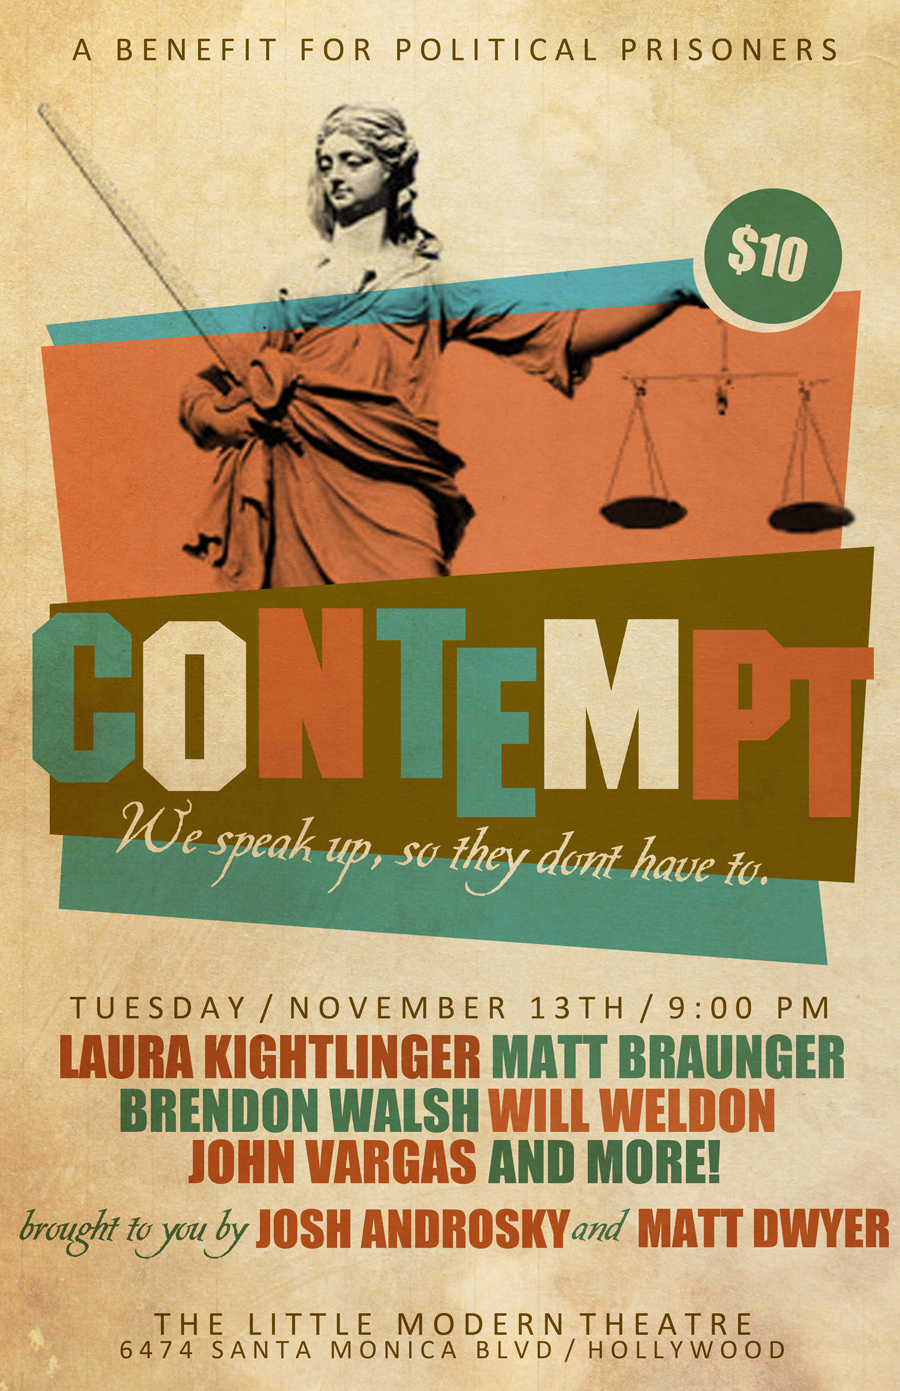 A BENEFIT FOR POLITICAL PRISONERS
$10
CONTEMPT
We speak up, so they dont have to.
TUESDAY / NOVEMBER 13TH / 9:00 PM
LAURA KIGHTLINGER MATT BRAUNGER
BRENDON WALSH WILL WELDON
JOHN VARGAS AND MORE!
brought to you by JOSH ANDROSKY and MATT DWYER
THE LITTLE MODERN THEATRE
6474 SANTA MONICA BLVD / HOLLYWOOD